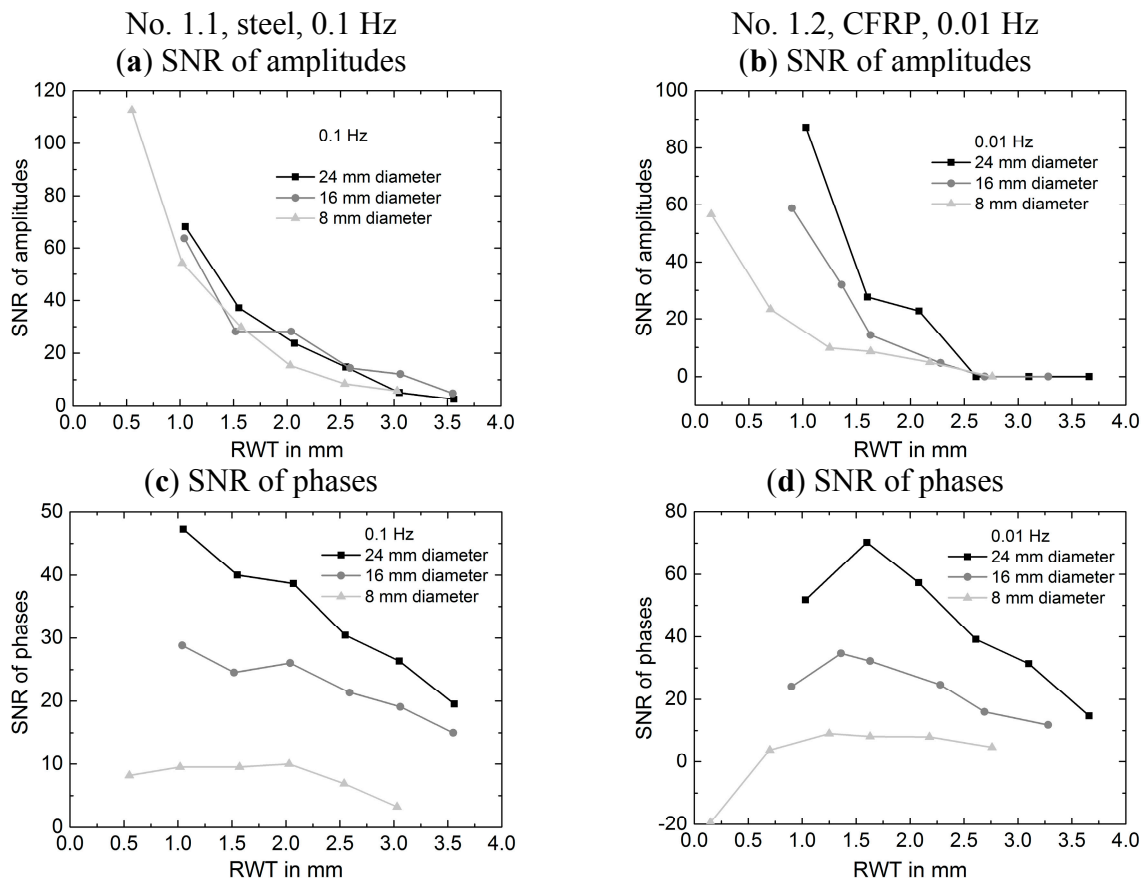 No. 1.1, steel, 0.1 Hz
(a) SNR of amplitudes
120
100
80
60
40
20
0
SNR of amplitudes
0.1 Hz
24 mm diameter
16 mm diameter
8 mm diameter
0.0 0.5 1.0 1.5 2.0 2.5 3.0 3.5 4.0
RWT in mm
No. 1.2, CFRP, 0.01 Hz
(b) SNR of amplitudes
100
80
60
40
20
0
SNR of amplitudes
0.01 Hz
24 mm diameter
16 mm diameter
8 mm diameter
0.0 0.5 1.0 1.5 2.0 2.5 3.0 3.5 4.0
RWT in mm
(c) SNR of phases
50
40
30
20
10
0
SNR of phases
0.1 Hz
24 mm diameter
16 mm diameter
8 mm diameter
0.0 0.5 1.0 1.5 2.0 2.5 3.0 3.5 4.0
RWT in mm
(d) SNR of phases
80
60
40
20
0
-20
SNR of phases
0.01 Hz
24 mm diameter
16 mm diameter
8 mm diameter
0.0 0.5 1.0 1.5 2.0 2.5 3.0 3.5 4.0
RWT in mm